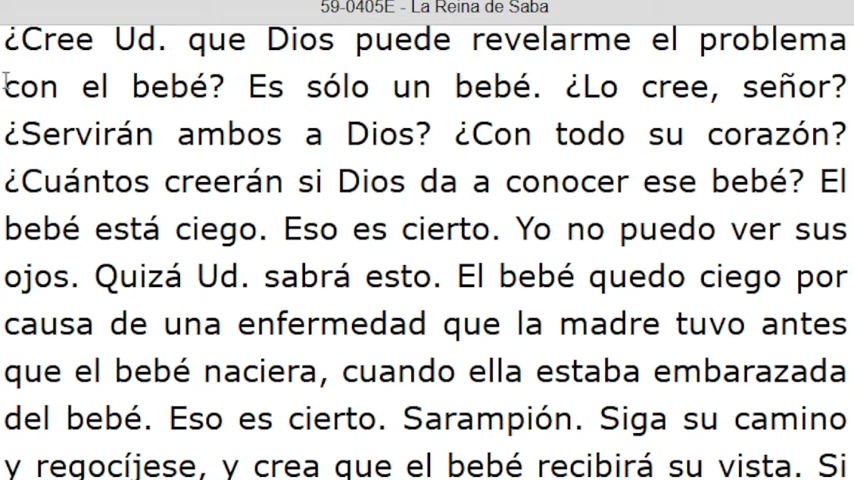 59-0405E - La Reina de Saba
¿Cree Ud. que Dios puede revelarme el problema
con el bebé? Es sólo un bebé. ¿Lo cree, señor?
¿Servirán ambos a Dios? ¿Con todo su corazón?
¿Cuántos creerán si Dios da a conocer ese bebé? El
bebé está ciego. Eso es cierto. Yo no puedo ver sus
ojos. Quizá Ud. sabrá esto. El bebé quedo ciego por
causa de una enfermedad que la madre tuvo antes
que el bebé naciera, cuando ella estaba embarazada
del bebé. Eso es cierto. Sarampión. Siga su camino
y regocíjese, y crea que el bebé recibirá su vista. Si